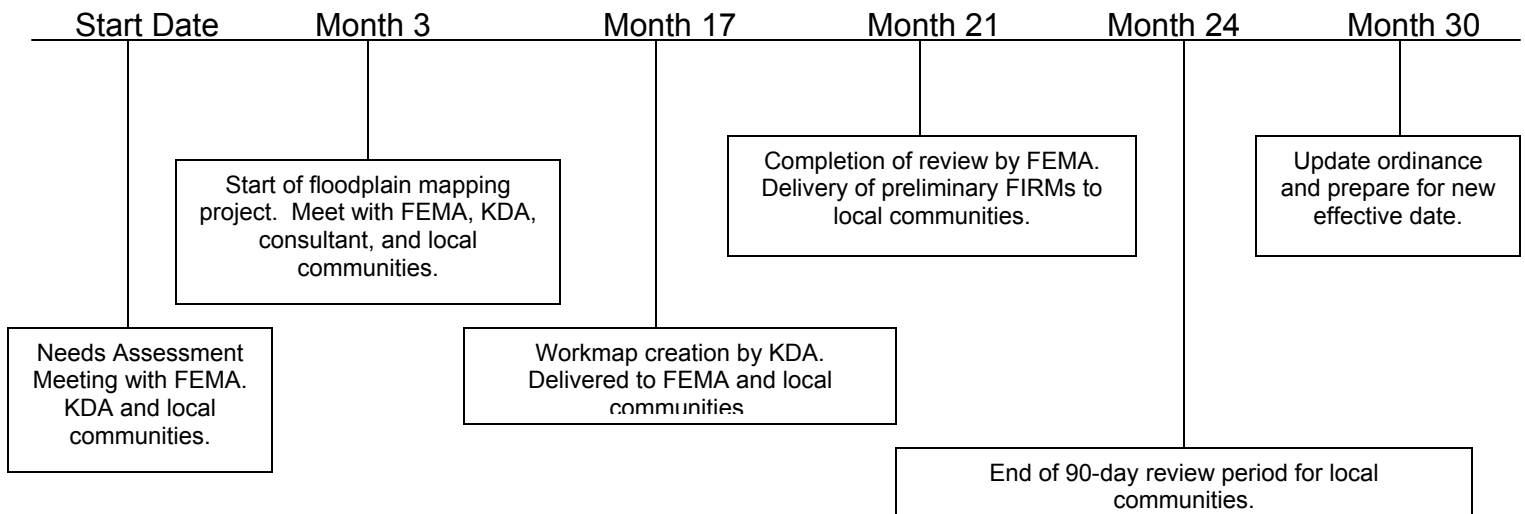 Start Date Month 3 Month 17 Month 21 Month 24 Month 30
Needs Assessment
Meeting with FEMA.
KDA and local
communities.
Start of floodplain mapping
project. Meet with FEMA, KDA,
consultant, and local
communities.
Workmap creation by KDA.
Delivered to FEMA and local
communities
Completion of review by FEMA.
Delivery of preliminary FIRMs to
local communities.
End of 90-day review period for local
communities.
Update ordinance
and prepare for new
effective date.